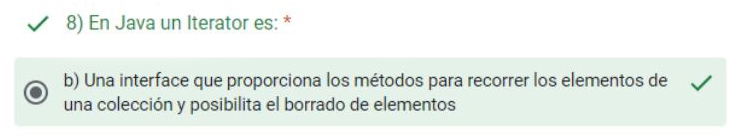 8) En Java un Iterator es: *
b) Una interface que proporciona los métodos para recorrer los elementos de
una colección y posibilita el borrado de elementos